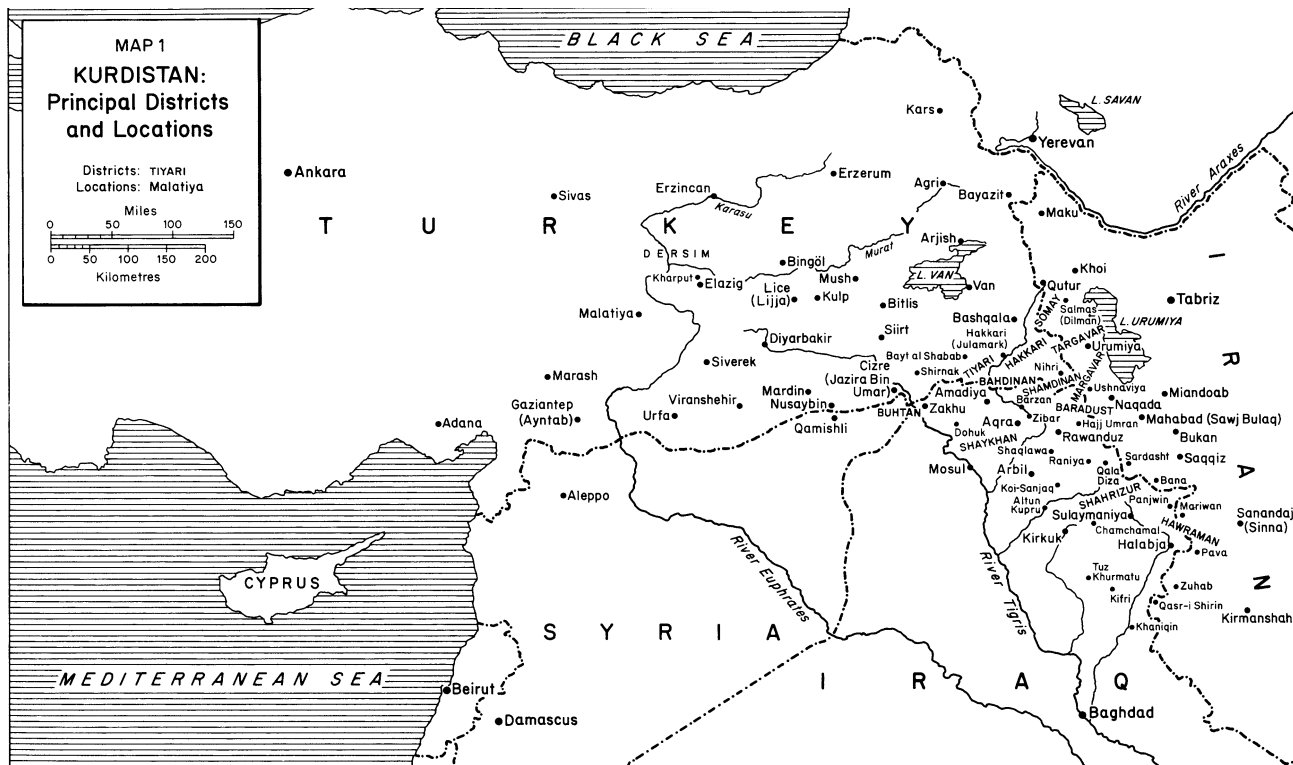 MAP 1
KURDISTAN:
Principal Districts
and Locations
Districts: TIYARI
Locations: Malatiya
Miles
0 50 100 150
0 50 100 150 200
Kilometres
BLACK SEA
L. SAVAN
Kars
Yerevan
River Araxes
Ankara
Sivas
Erzincan
Karasu
Erzerum
Agri
Bayazit
Maku
TURKEY
DERSIM
Kharput
Elazig
Bingöl
Murat
Mush
Arjish
L. VAN
Van
Khoi
Qutur
Lice
(Lijja)
Kulp
Bitlis
SOMAY
Salmas
(Dilman)
Tabriz
Malatiya
Siirt
Bashqala
Hakkari
(Julamark)
L. URUMIYA
Diyarbakir
Siverek
Bayt al Shabab
Shirnak
TIYARI
HAKKARI
TARGAVAR
Urumiya
MARGAVAR
Nihri
Marash
Cizre
(Jazira Bin
Umar)
BAHDINAN
SHAMDINAN
Ushnaviya
Miandoab
Mardin
Nusaybin
Viranshehir
Amadiya
Barzan
Naqada
Gaziantep
(Ayntab)
Urfa
Qamishli
BUHTAN
Zakhu
Zibar
BARADUST
Mahabad (Sawj Bulaq)
Adana
Dohuk
Aqra
Hajj Umran
Bukan
SHAYKHAN
Rawanduz
Shaqlawa
Sardasht
Saqqiz
Mosul
Arbil
Raniya
Qala
Diza
Bana
Aleppo
Koi-Sanjaq
SHAHRIZUR
Panjwin
Mariwan
Altun
Kupru
Sulaymaniya
HAWRAMAN
Sanandaj
(Sinna)
Kirkuk
Chamchamal
Halabja
Pava
CYPRUS
River Euphrates
River Tigris
Tuz
Khurmatu
Kifri
Zuhab
Qasr-i Shirin
Kirmanshah
Khaniqin
SYRIA
IRAN
IRAQ
MEDITERRANEAN SEA
Beirut
Damascus
Baghdad